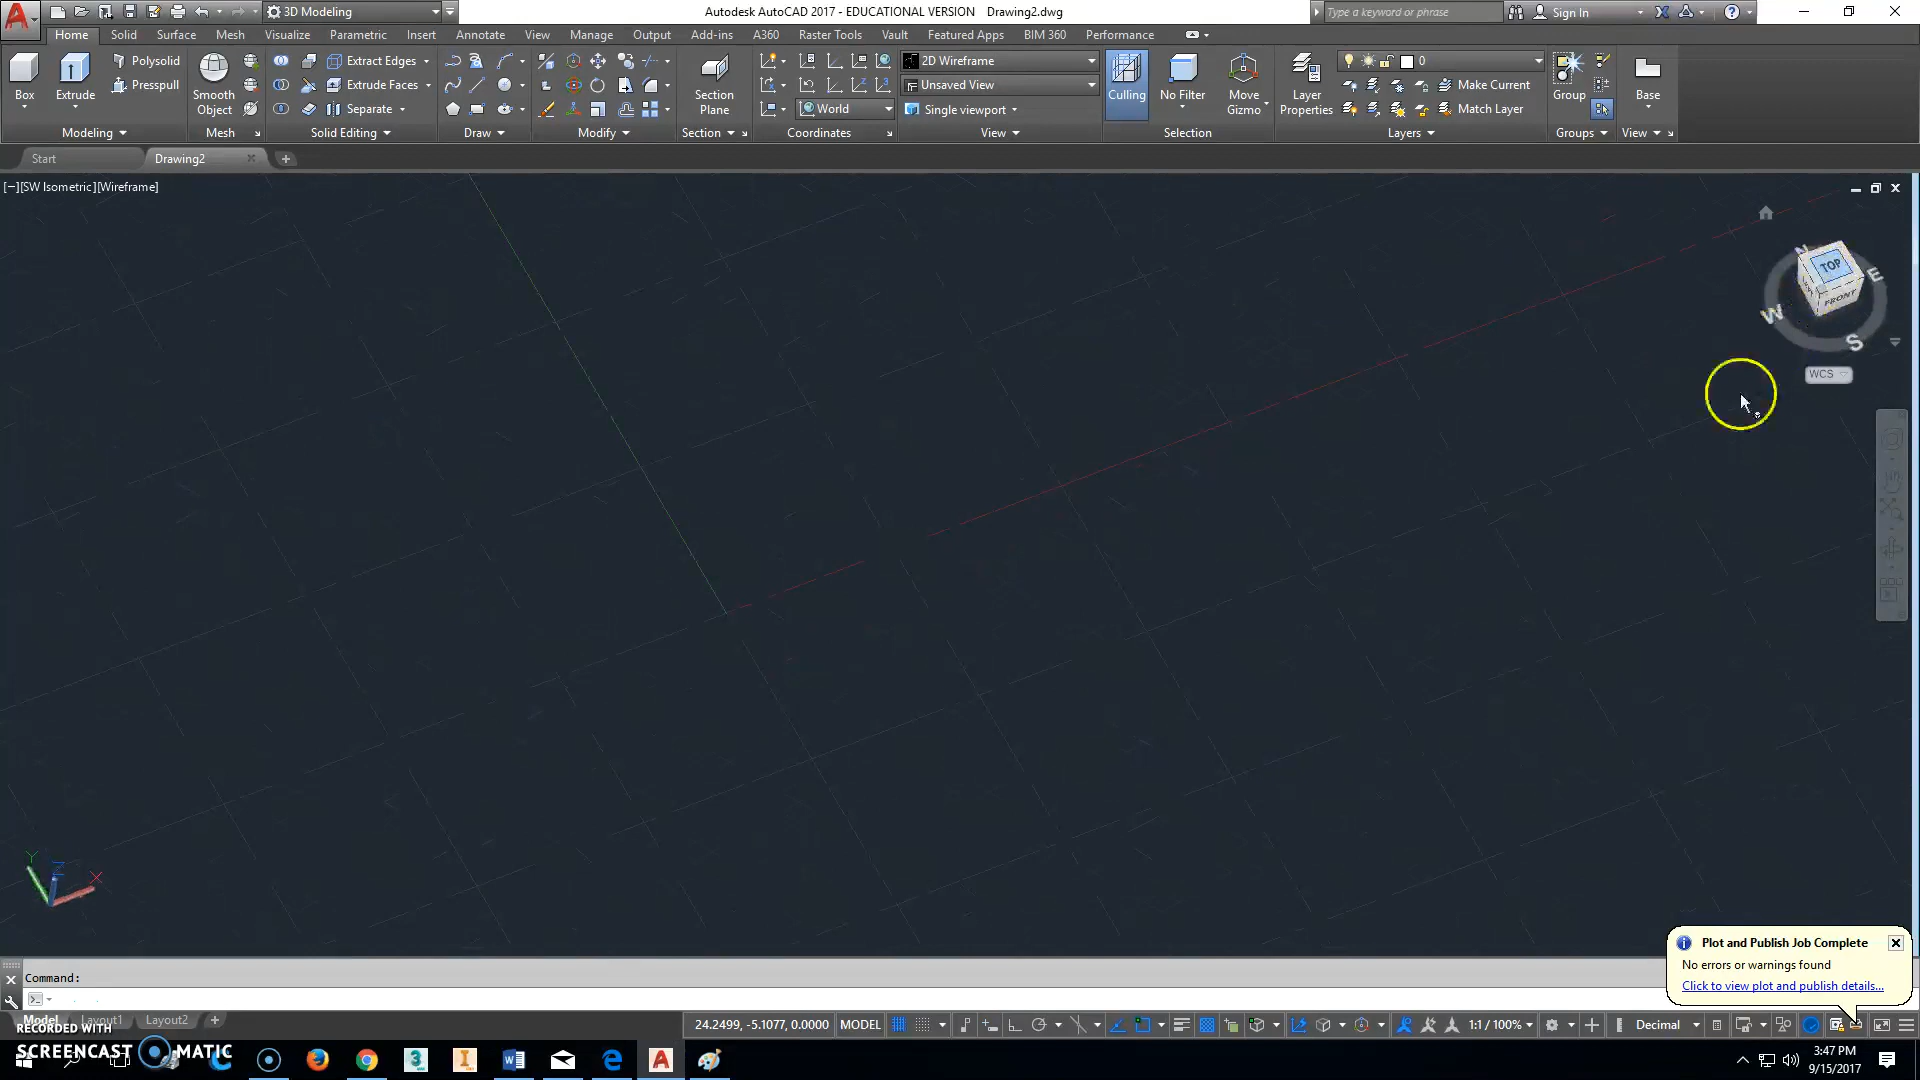 3D Modeling
Autodesk AutoCAD 2017 - EDUCATIONAL VERSION Drawing2.dwg
Type a keyword or phrase
Sign In
Home Solid Surface Mesh Visualize Parametric Insert Annotate View Manage Output Add-ins A360 Raster Tools Vault Featured Apps BIM 360 Performance
Box
Extrude
Polysolid
Presspull
Smooth
Object
Extract Edges
Extrude Faces
Separate
Section
Plane
World
2D Wireframe
Unsaved View
Single viewport
Culling
No Filter
Move
Gizmo
Layer
Properties
0
Make Current
Match Layer
Group
Base
Modeling Mesh Solid Editing Draw Modify Section Coordinates View Selection Layers Groups View
Start Drawing2
[−][SW Isometric][Wireframe]
N
TOP
E
FRONT
W
S
WCS
Y
Z
X
Plot and Publish Job Complete
No errors or warnings found
Click to view plot and publish details...
Command:
Model Layout1 Layout2
24.2499, -5.1077, 0.0000 MODEL
1:1 / 100%
Decimal
RECORDED WITH
SCREENCAST MATIC
3:47 PM
9/15/2017